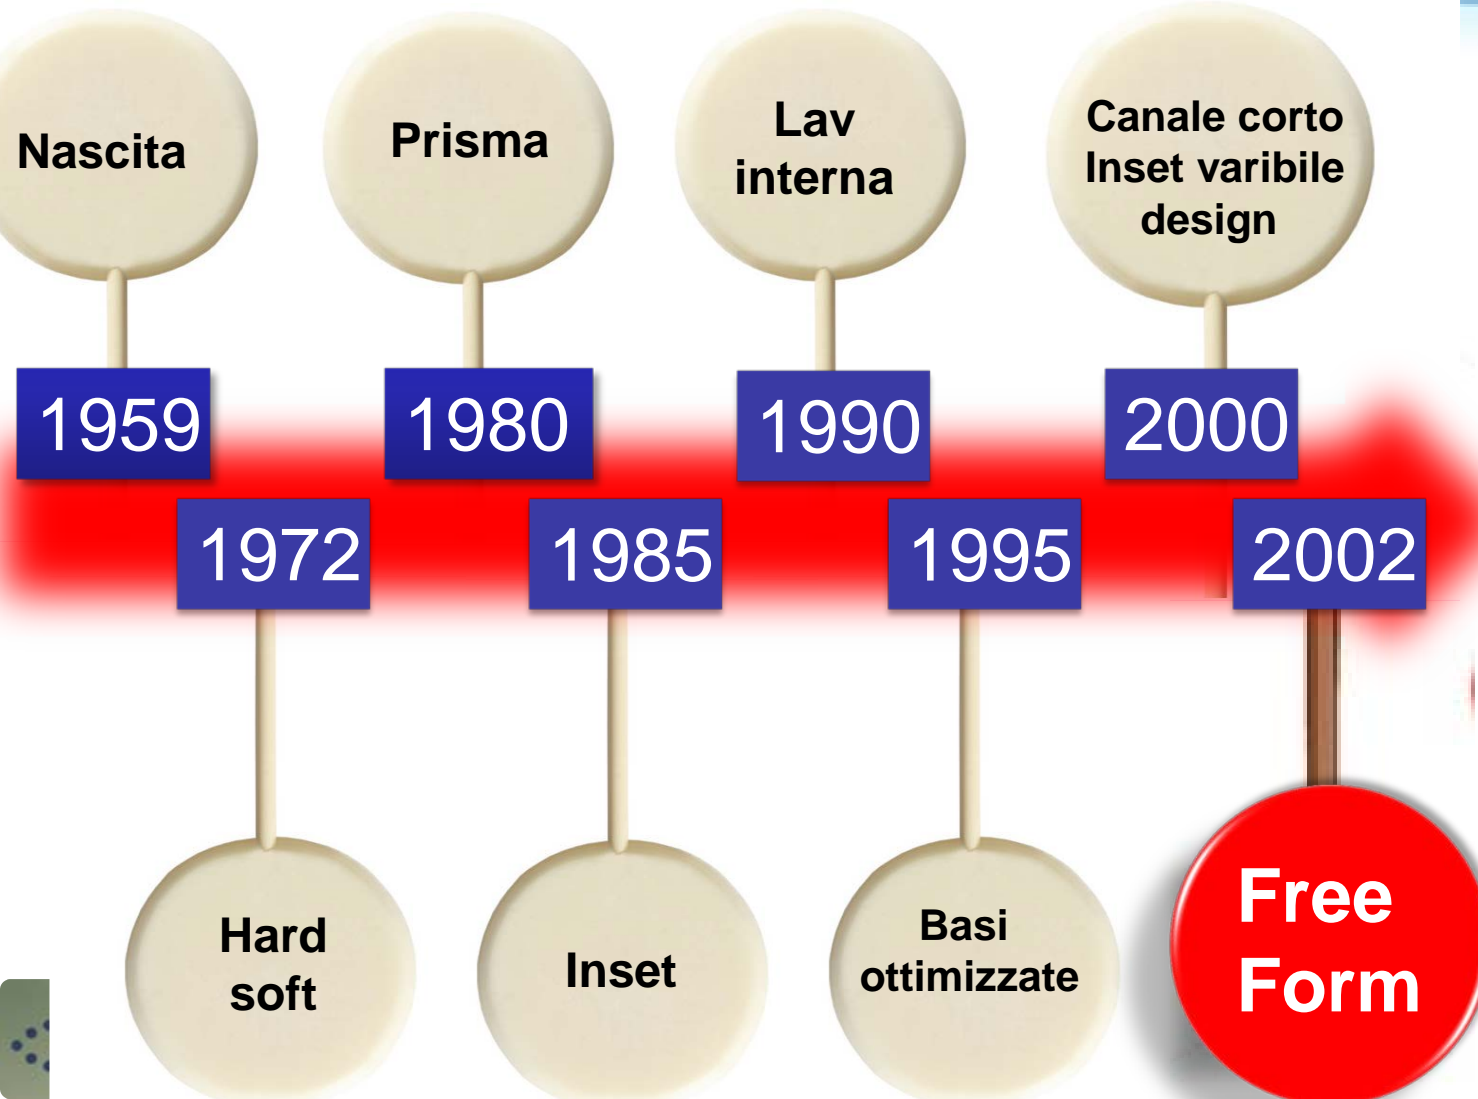 Nascita
Prisma
Lav
interna
Canale corto
Inset varibile
design
1959
1980
1990
2000
1972
1985
1995
2002
Hard
soft
Inset
Basi
ottimizzate
Free
Form